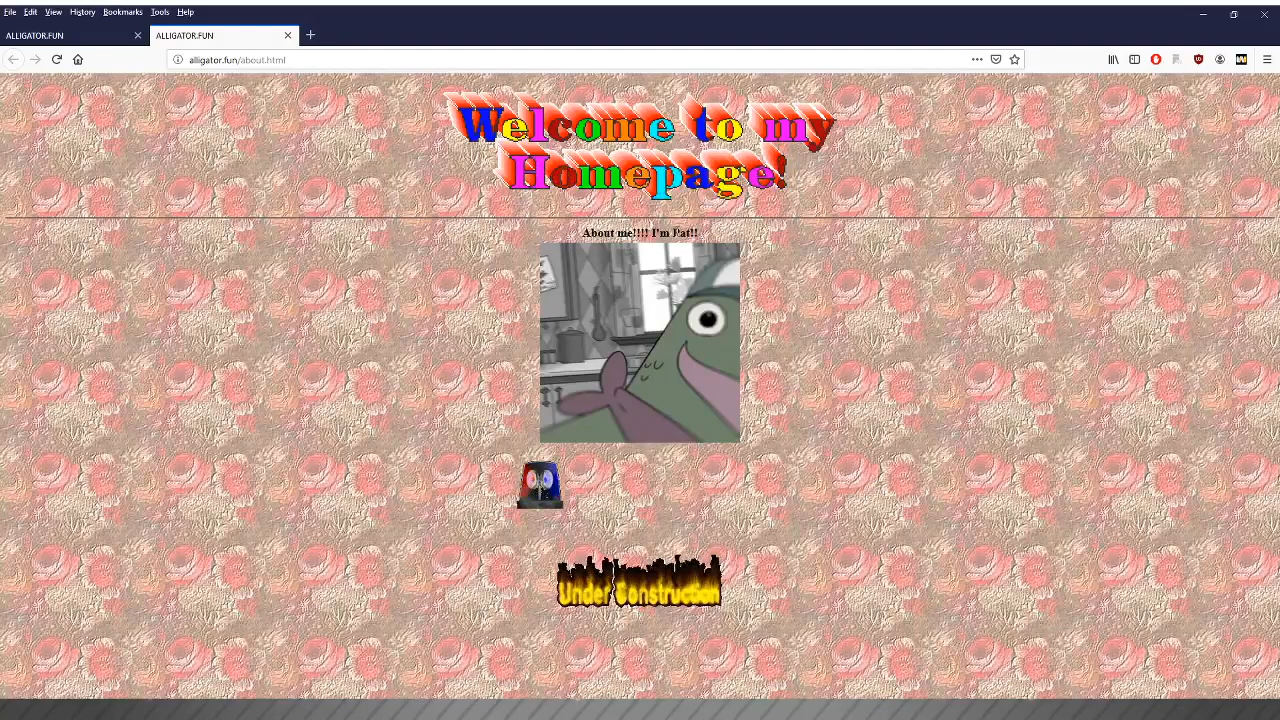 File Edit View History Bookmarks Tools Help
ALLIGATOR.FUN ALLIGATOR.FUN
alligator.fun/about.html
Welcome to my
Homepage!
About me!!!! I'm Pat!!
Under Construction